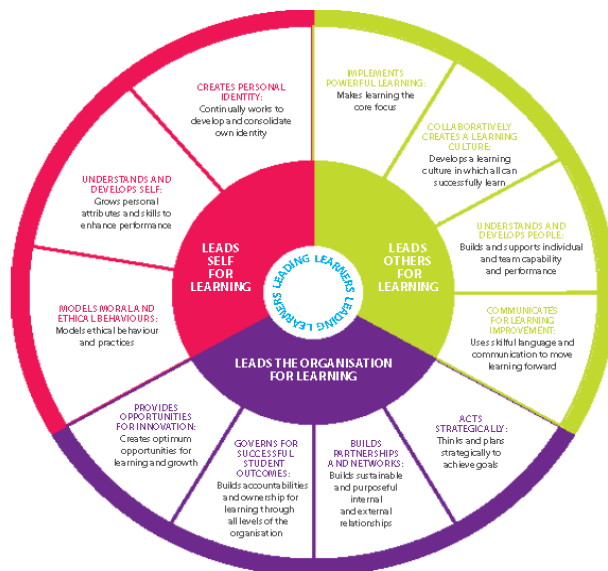 CREATES PERSONAL
IDENTITY:
Continually works to
develop and consolidate
own identity
IMPLEMENTS
POWERFUL LEARNING:
Makes learning the
core focus
COLLABORATIVELY
CREATES A LEARNING
CULTURE:
Develops a learning
culture in which all can
successfully learn
UNDERSTANDS AND
DEVELOPS SELF:
Grows personal
attributes and skills to
enhance performance
UNDERSTANDS AND
DEVELOPS PEOPLE:
Builds and supports individual
and team capability
and performance
LEADS
SELF
FOR
LEARNING
LEADS
OTHERS
FOR
LEARNING
LEADING LEARNERS LEADING LEARNERS
MODELS MORAL AND
ETHICAL BEHAVIOURS:
Models ethical behaviour
and practices
COMMUNICATES
FOR LEARNING
IMPROVEMENT:
Uses skilful language and
communication to move
learning forward
LEADS THE ORGANISATION
FOR LEARNING
PROVIDES
OPPORTUNITIES
FOR INNOVATION:
Creates optimum
opportunities for
learning and growth
GOVERNS FOR
SUCCESSFUL
STUDENT
OUTCOMES:
Builds accountabilities
and ownership for
learning through
all levels of the
organisation
BUILDS
PARTNERSHIPS
AND NETWORKS:
Builds sustainable
and purposeful
internal
and external
relationships
ACTS
STRATEGICALLY:
Thinks and plans
strategically to
achieve goals